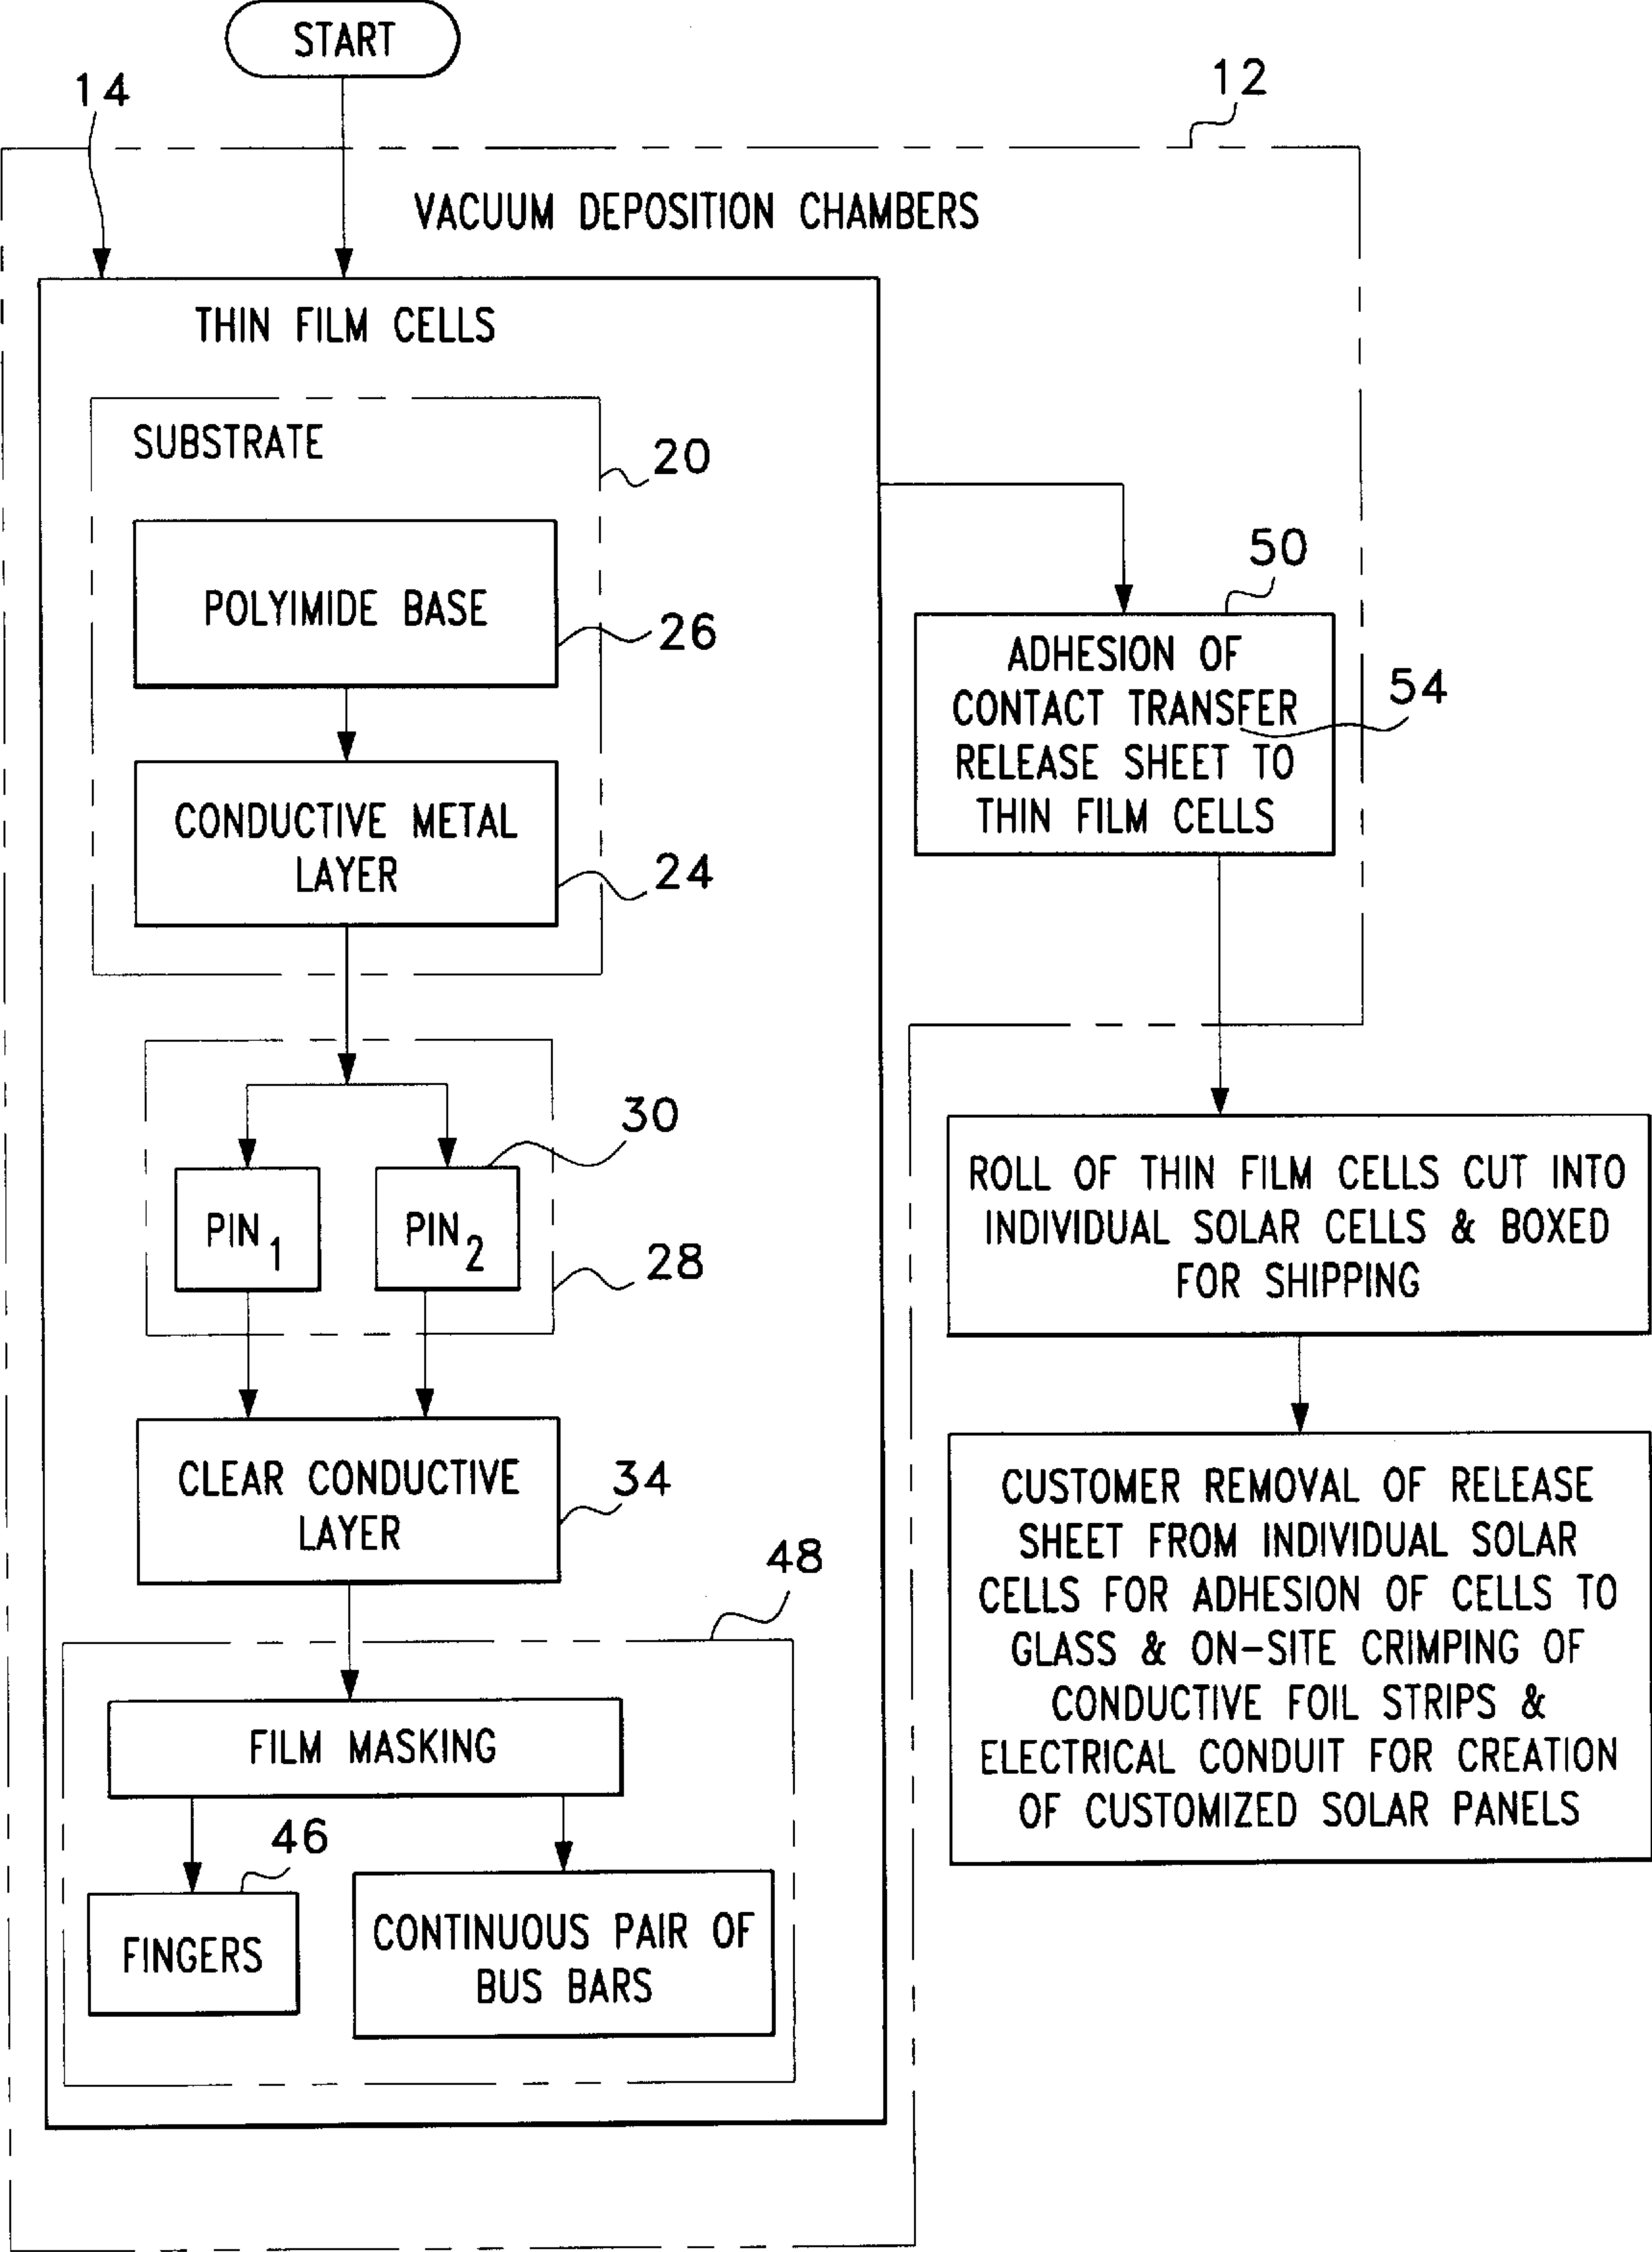 START
14
12
VACUUM DEPOSITION CHAMBERS
THIN FILM CELLS
SUBSTRATE
20
POLYIMIDE BASE
26
CONDUCTIVE METAL
LAYER
24
30
PIN1
PIN2
28
CLEAR CONDUCTIVE
LAYER
34
48
FILM MASKING
46
FINGERS
CONTINUOUS PAIR OF
BUS BARS
50
ADHESION OF
CONTACT TRANSFER
RELEASE SHEET TO
THIN FILM CELLS
54
ROLL OF THIN FILM CELLS CUT INTO
INDIVIDUAL SOLAR CELLS & BOXED
FOR SHIPPING
CUSTOMER REMOVAL OF RELEASE
SHEET FROM INDIVIDUAL SOLAR
CELLS FOR ADHESION OF CELLS TO
GLASS & ON-SITE CRIMPING OF
CONDUCTIVE FOIL STRIPS &
ELECTRICAL CONDUIT FOR CREATION
OF CUSTOMIZED SOLAR PANELS